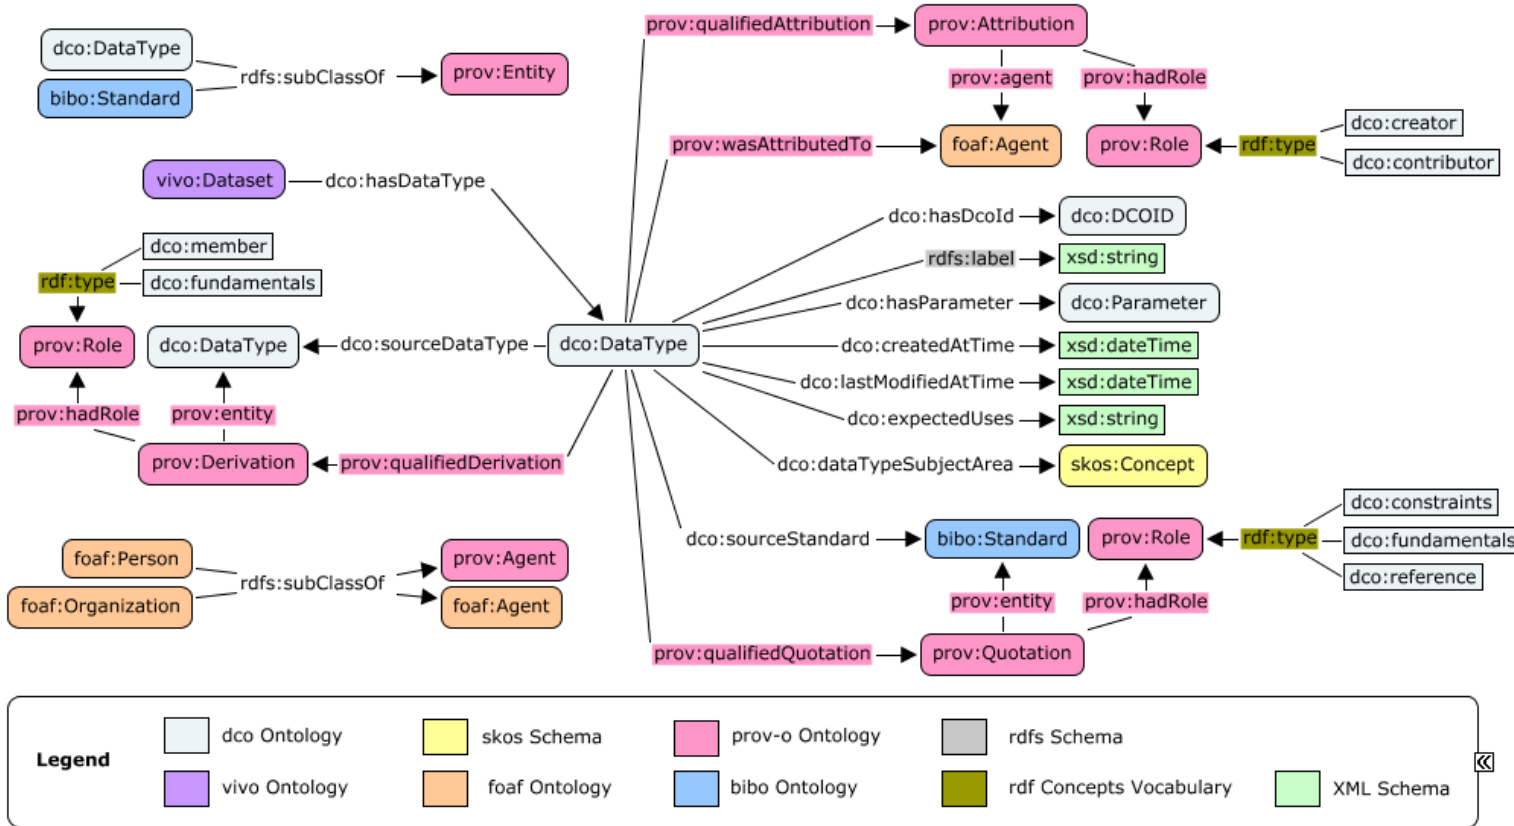 dco:DataType
bibo:Standard
rdfs:subClassOf
prov:Entity
prov:qualifiedAttribution
prov:Attribution
prov:agent
prov:hadRole
prov:wasAttributedTo
foaf:Agent
prov:Role
rdf:type
dco:creator
dco:contributor
vivo:Dataset
dco:hasDataType
dco:hasDcoId
dco:DCOID
rdfs:label
xsd:string
dco:hasParameter
dco:Parameter
dco:member
rdf:type
dco:fundamentals
prov:Role
dco:DataType
dco:sourceDataType
dco:DataType
dco:createdAtTime
xsd:dateTime
dco:lastModifiedAtTime
xsd:dateTime
dco:expectedUses
xsd:string
prov:hadRole
prov:entity
prov:Derivation
prov:qualifiedDerivation
dco:dataTypeSubjectArea
skos:Concept
dco:sourceStandard
bibo:Standard
prov:Role
rdf:type
dco:constraints
dco:fundamentals
dco:reference
foaf:Person
foaf:Organization
rdfs:subClassOf
prov:Agent
foaf:Agent
prov:entity
prov:hadRole
prov:qualifiedQuotation
prov:Quotation
Legend
dco Ontology
skos Schema
prov-o Ontology
rdfs Schema
vivo Ontology
foaf Ontology
bibo Ontology
rdf Concepts Vocabulary
XML Schema